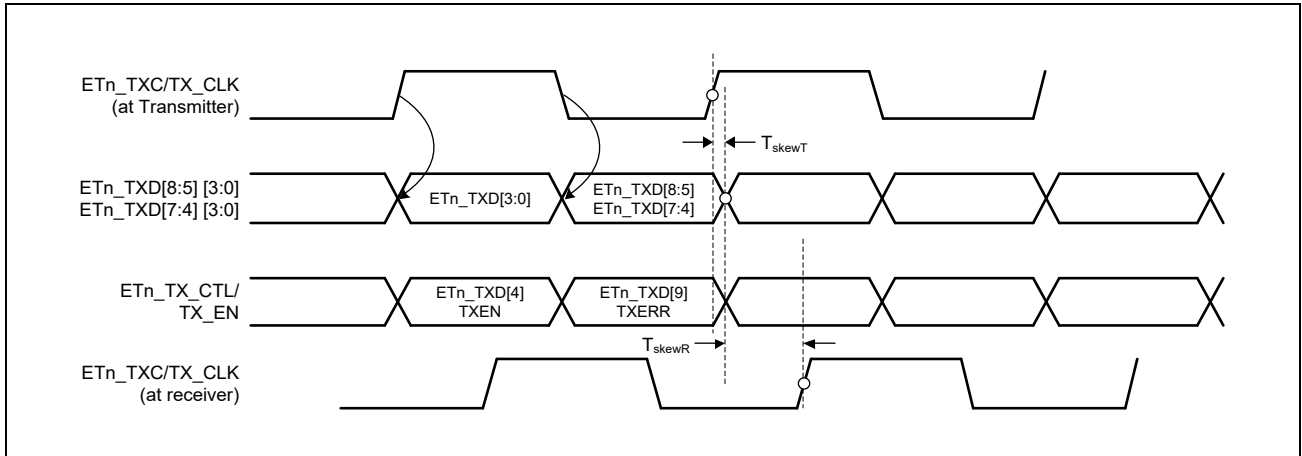 ETn_TXC/TX_CLK
(at Transmitter)
TskewT
ETn_TXD[8:5] [3:0]
ETn_TXD[7:4] [3:0]
ETn_TXD[3:0]
ETn_TXD[8:5]
ETn_TXD[7:4]
ETn_TX_CTL/
TX_EN
ETn_TXD[4]
TXEN
ETn_TXD[9]
TXERR
TskewR
ETn_TXC/TX_CLK
(at receiver)